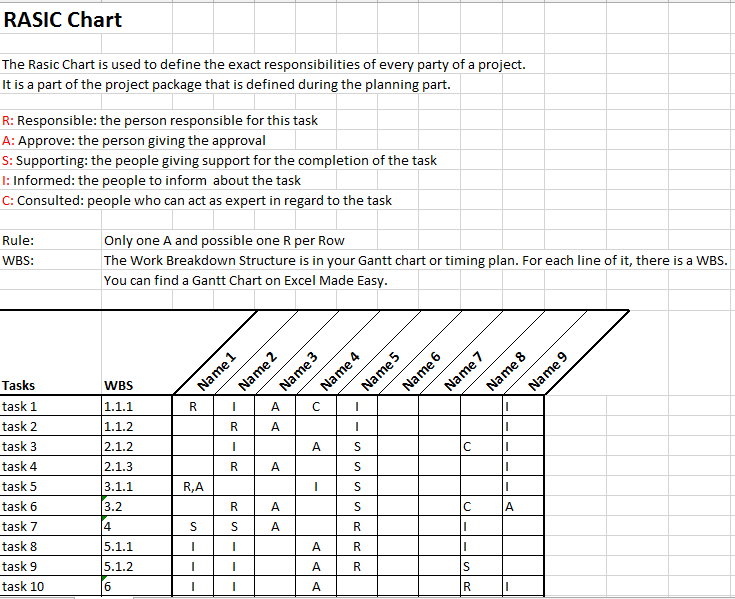 RASIC Chart
The Rasic Chart is used to define the exact responsibilities of every party of a project.
It is a part of the project package that is defined during the planning part.
R: Responsible: the person responsible for this task
A: Approve: the person giving the approval
S: Supporting: the people giving support for the completion of the task
I: Informed: the people to inform about the task
C: Consulted: people who can act as expert in regard to the task
Rule: Only one A and possible one R per Row
WBS: The Work Breakdown Structure is in your Gantt chart or timing plan. For each line of it, there is a WBS.
You can find a Gantt Chart on Excel Made Easy.
Tasks WBS Name 1 Name 2 Name 3 Name 4 Name 5 Name 6 Name 7 Name 8 Name 9
task 1 1.1.1 R I A C I I
task 2 1.1.2 R A I I
task 3 2.1.2 I A S C I
task 4 2.1.3 R A S I
task 5 3.1.1 R,A I S I
task 6 3.2 R A S C A
task 7 4 S S A R I
task 8 5.1.1 I I A R I
task 9 5.1.2 I I A R S
task 10 6 I I A R I